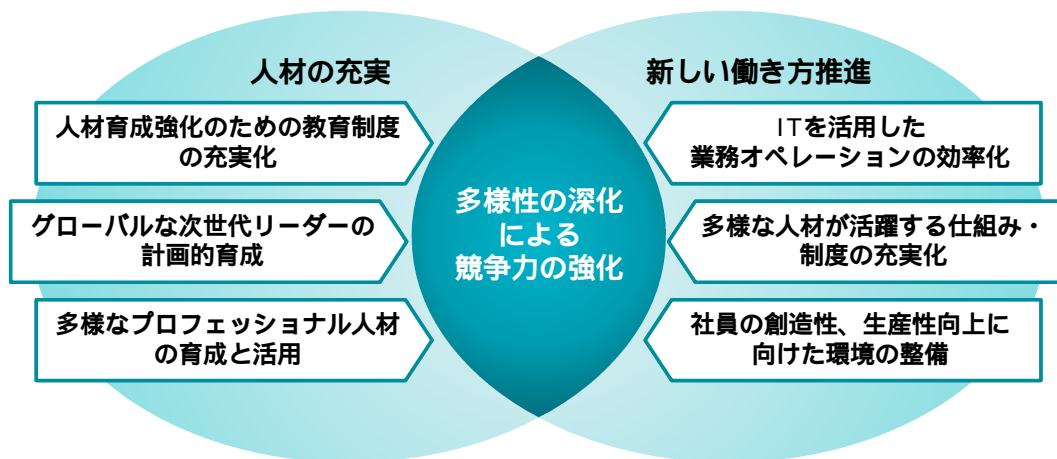 人材の充実
人材育成強化のための教育制度
の充実化
グローバルな次世代リーダーの
計画的育成
多様なプロフェッショナル人材
の育成と活用
多様性の深化
による
競争力の強化
新しい働き方推進
ITを活用した
業務オペレーションの効率化
多様な人材が活躍する仕組み・
制度の充実化
社員の創造性、生産性向上に
向けた環境の整備